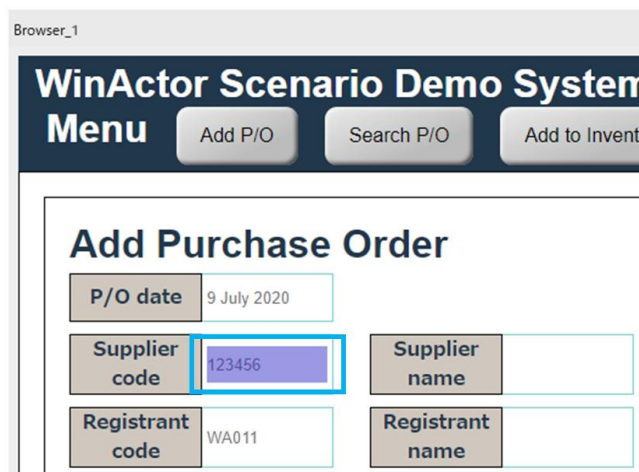 Browser_1
WinActor Scenario Demo System
Menu Add P/O Search P/O Add to Invent
Add Purchase Order
P/O date 9 July 2020
Supplier code 123456 Supplier name
Registrant code WA011 Registrant name